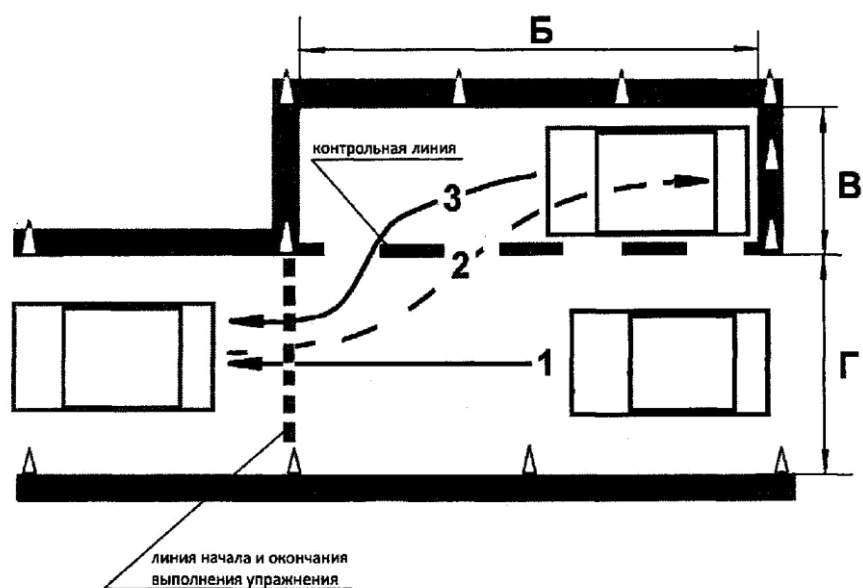 Б
контрольная линия
В
3
2
1
Г
линия начала и окончания
выполнения упражнения